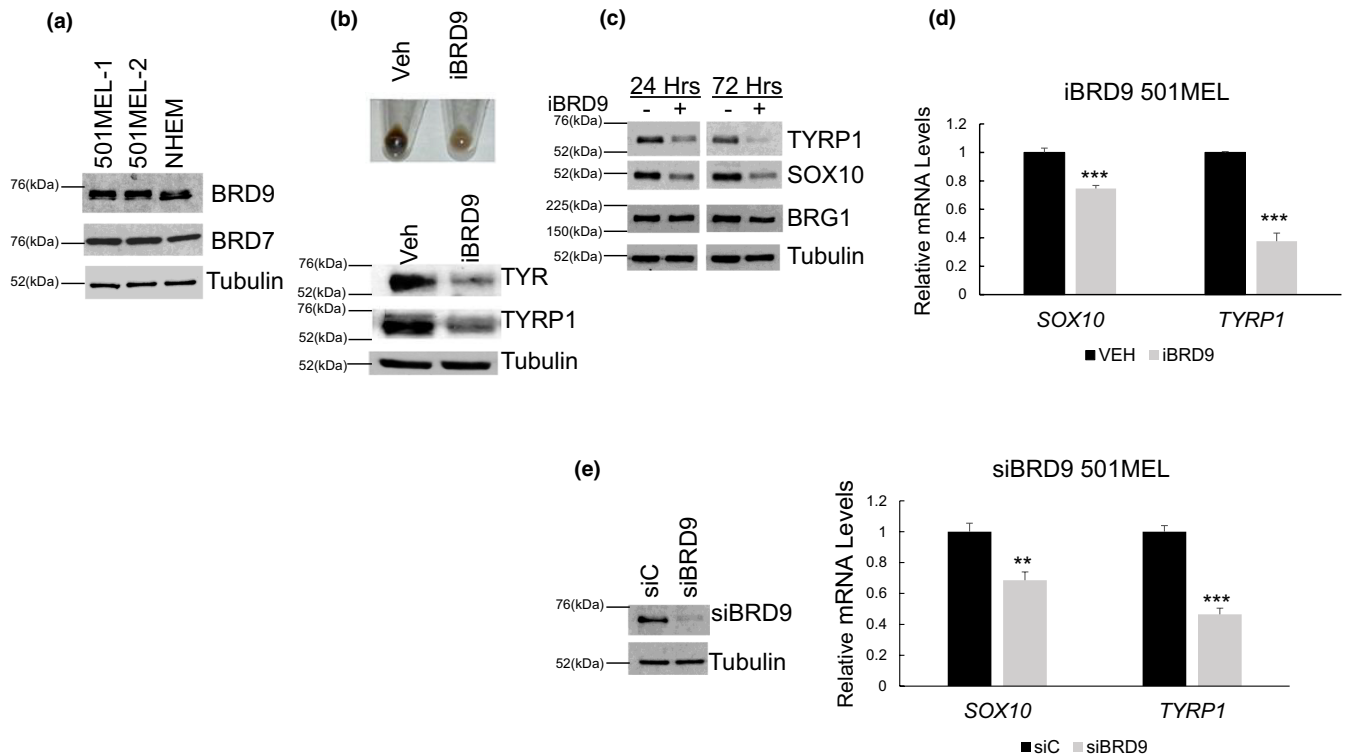 (a)
501MEL-1
501MEL-2
NHEM
76(kDa)
BRD9
76(kDa)
BRD7
52(kDa)
Tubulin
(b)
Veh
iBRD9
Veh
iBRD9
76(kDa)
TYR
52(kDa)
76(kDa)
TYRP1
52(kDa)
52(kDa)
Tubulin
(c)
24 Hrs 72 Hrs
iBRD9 - + - +
76(kDa)
TYRP1
52(kDa)
52(kDa)
SOX10
225(kDa)
BRG1
150(kDa)
52(kDa)
Tubulin
(d)
iBRD9 501MEL
Relative mRNA Levels
1.2
1
0.8
0.6
0.4
0.2
0
***
***
SOX10 TYRP1
VEH iBRD9
(e)
siC
siBRD9
76(kDa)
siBRD9
52(kDa)
Tubulin
siBRD9 501MEL
Relative mRNA Levels
1.2
1
0.8
0.6
0.4
0.2
0
**
***
SOX10 TYRP1
siC siBRD9